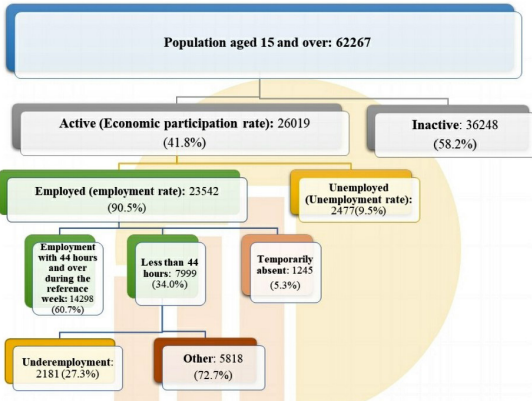 Population aged 15 and over: 62267
Active (Economic participation rate): 26019
(41.8%)
Inactive: 36248
(58.2%)
Employed (employment rate): 23542
(90.5%)
Unemployed
(Unemployment rate):
2477(9.5%)
Employment
with 44 hours
and over
during the
reference
week: 14298
(60.7%)
Less than 44
hours: 7999
(34.0%)
Temporarily
absent: 1245
(5.3%)
Underemployment:
2181 (27.3%)
Other: 5818
(72.7%)